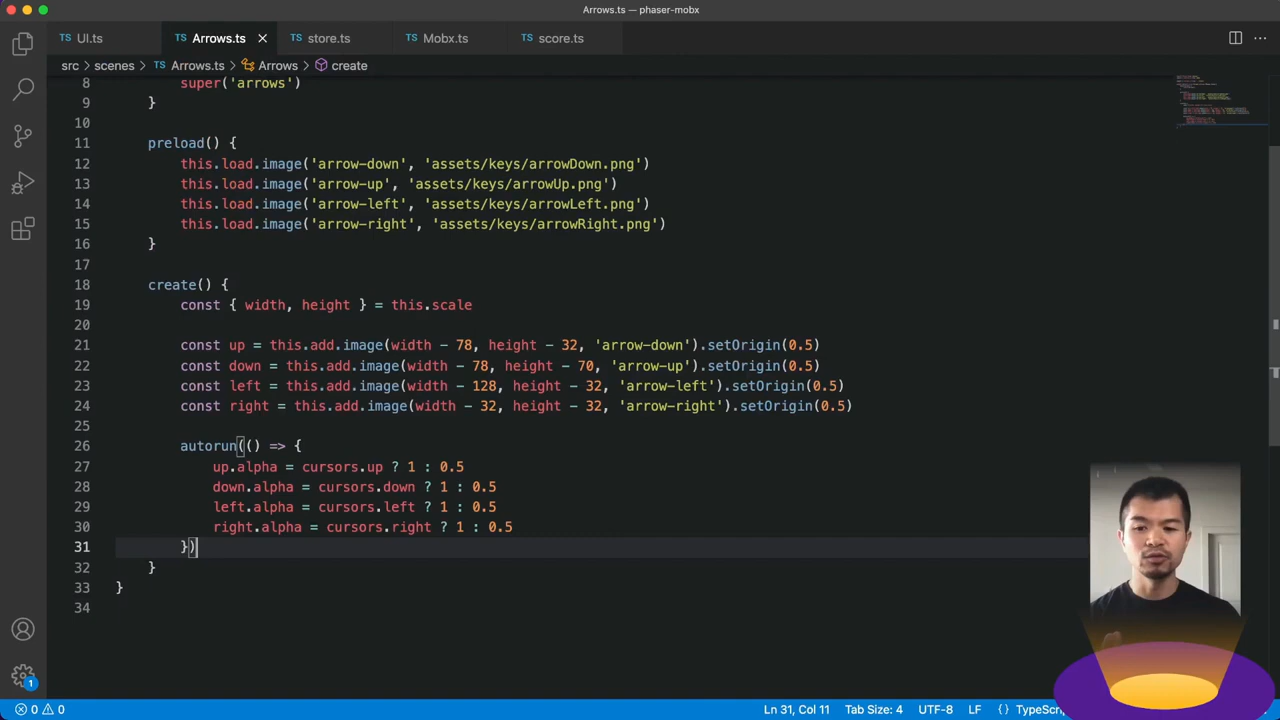 Arrows.ts — phaser-mobx
TS UI.ts TS Arrows.ts TS store.ts TS Mobx.ts TS score.ts
src > scenes > TS Arrows.ts > Arrows > create
8 super('arrows')
9 }
10
11 preload() {
12 this.load.image('arrow-down', 'assets/keys/arrowDown.png')
13 this.load.image('arrow-up', 'assets/keys/arrowUp.png')
14 this.load.image('arrow-left', 'assets/keys/arrowLeft.png')
15 this.load.image('arrow-right', 'assets/keys/arrowRight.png')
16 }
17
18 create() {
19 const { width, height } = this.scale
20
21 const up = this.add.image(width - 78, height - 32, 'arrow-down').setOrigin(0.5)
22 const down = this.add.image(width - 78, height - 70, 'arrow-up').setOrigin(0.5)
23 const left = this.add.image(width - 128, height - 32, 'arrow-left').setOrigin(0.5)
24 const right = this.add.image(width - 32, height - 32, 'arrow-right').setOrigin(0.5)
25
26 autorun(() => {
27 up.alpha = cursors.up ? 1 : 0.5
28 down.alpha = cursors.down ? 1 : 0.5
29 left.alpha = cursors.left ? 1 : 0.5
30 right.alpha = cursors.right ? 1 : 0.5
31 })
32 }
33 }
34
1
0 0 Ln 31, Col 11 Tab Size: 4 UTF-8 LF {} TypeScrip